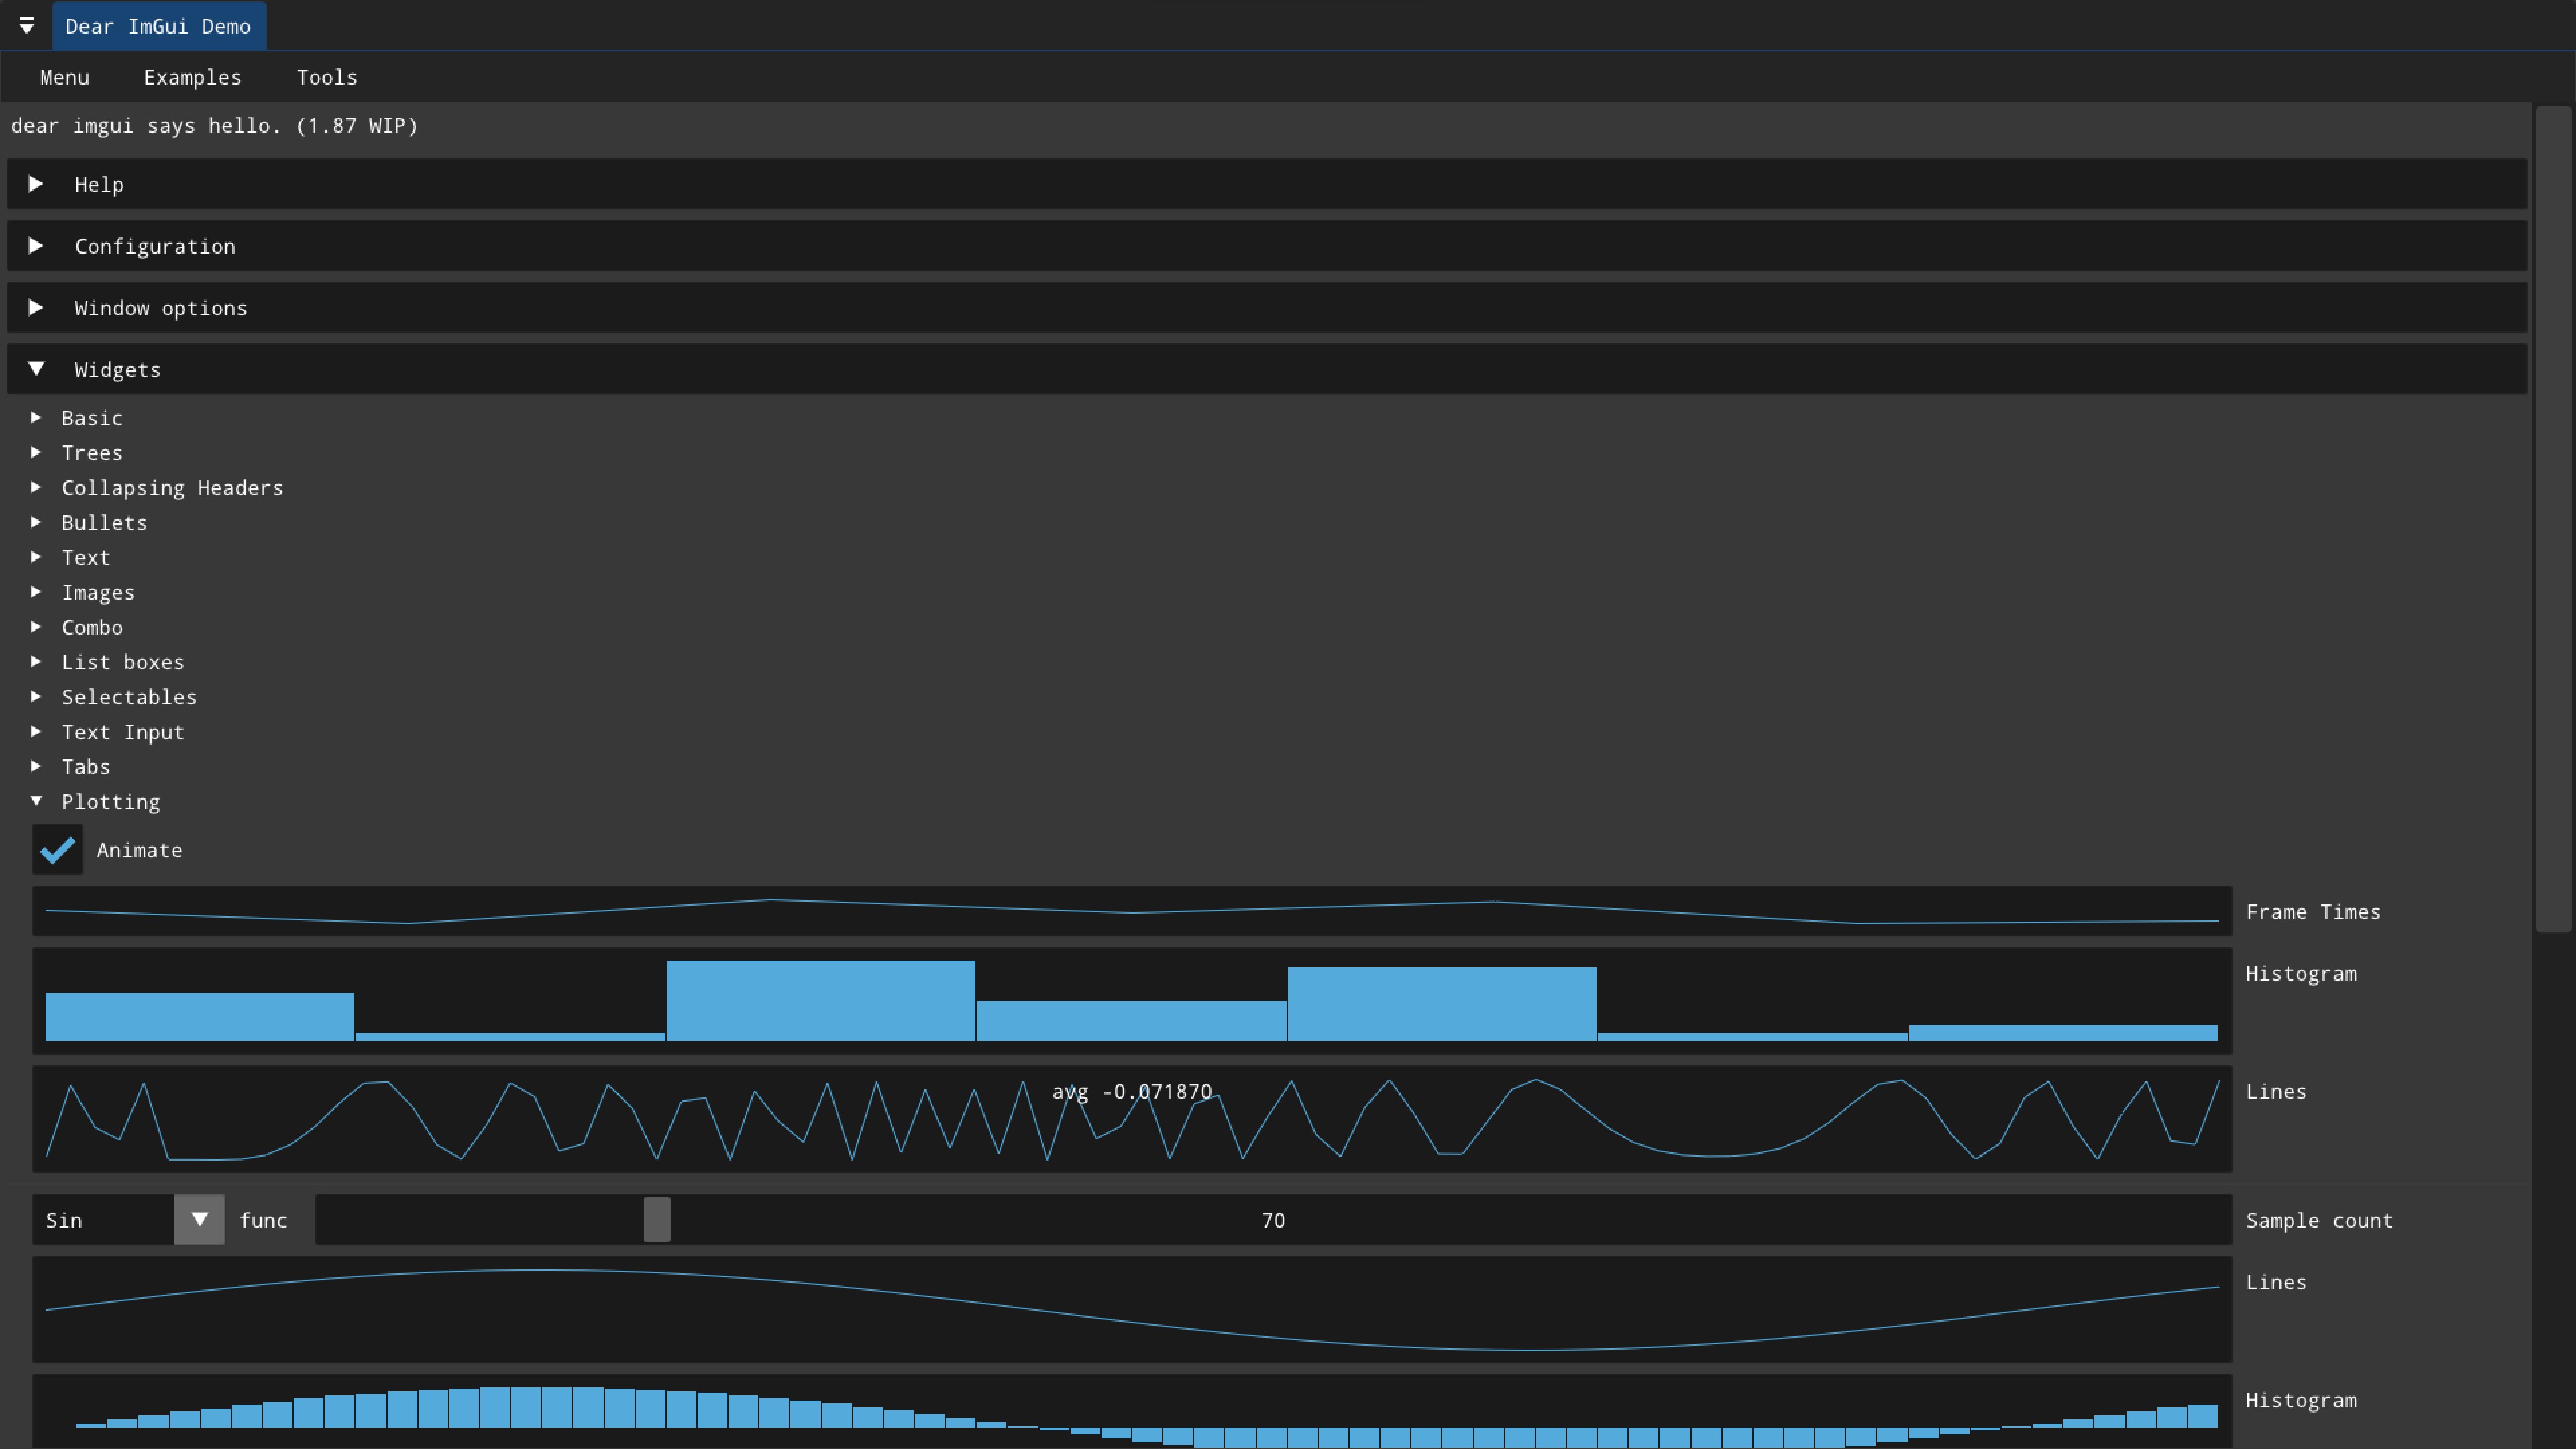 Dear ImGui Demo
Menu Examples Tools
dear imgui says hello. (1.87 WIP)
Help
Configuration
Window options
Widgets
Basic
Trees
Collapsing Headers
Bullets
Text
Images
Combo
List boxes
Selectables
Text Input
Tabs
Plotting
Animate
Frame Times
Histogram
avg -0.071870 Lines
Sin func 70 Sample count
Lines
Histogram